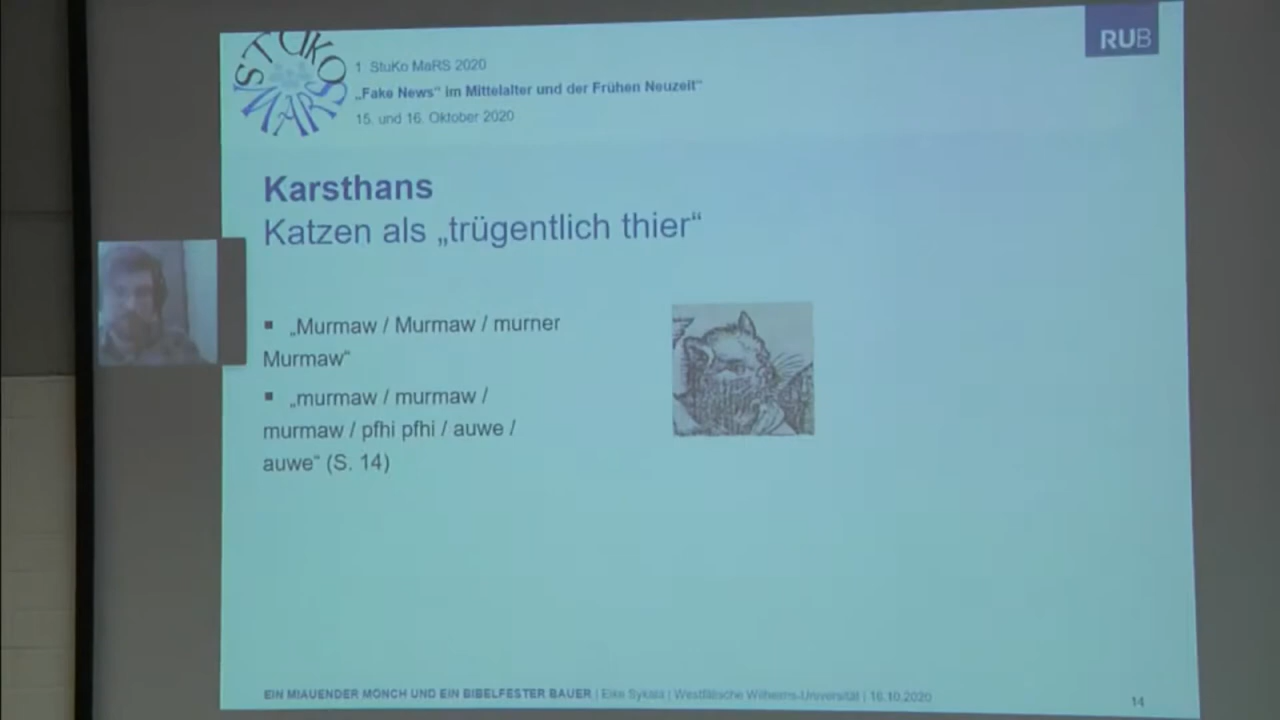 STUKO MARS
RUB
1 StuKo MaRS 2020
„Fake News“ im Mittelalter und der Frühen Neuzeit“
15. und 16. Oktober 2020
Karsthans
Katzen als „trügentlich thier“
„Murmaw / Murmaw / murner
Murmaw“
„murmaw / murmaw /
murmaw / pfhi pfhi / auwe /
auwe“ (S. 14)
EIN MIAUENDER MÖNCH UND EIN BIBELFESTER BAUER | Eike Sykala | Westfälische Wilhelms-Universität | 16.10.2020
14